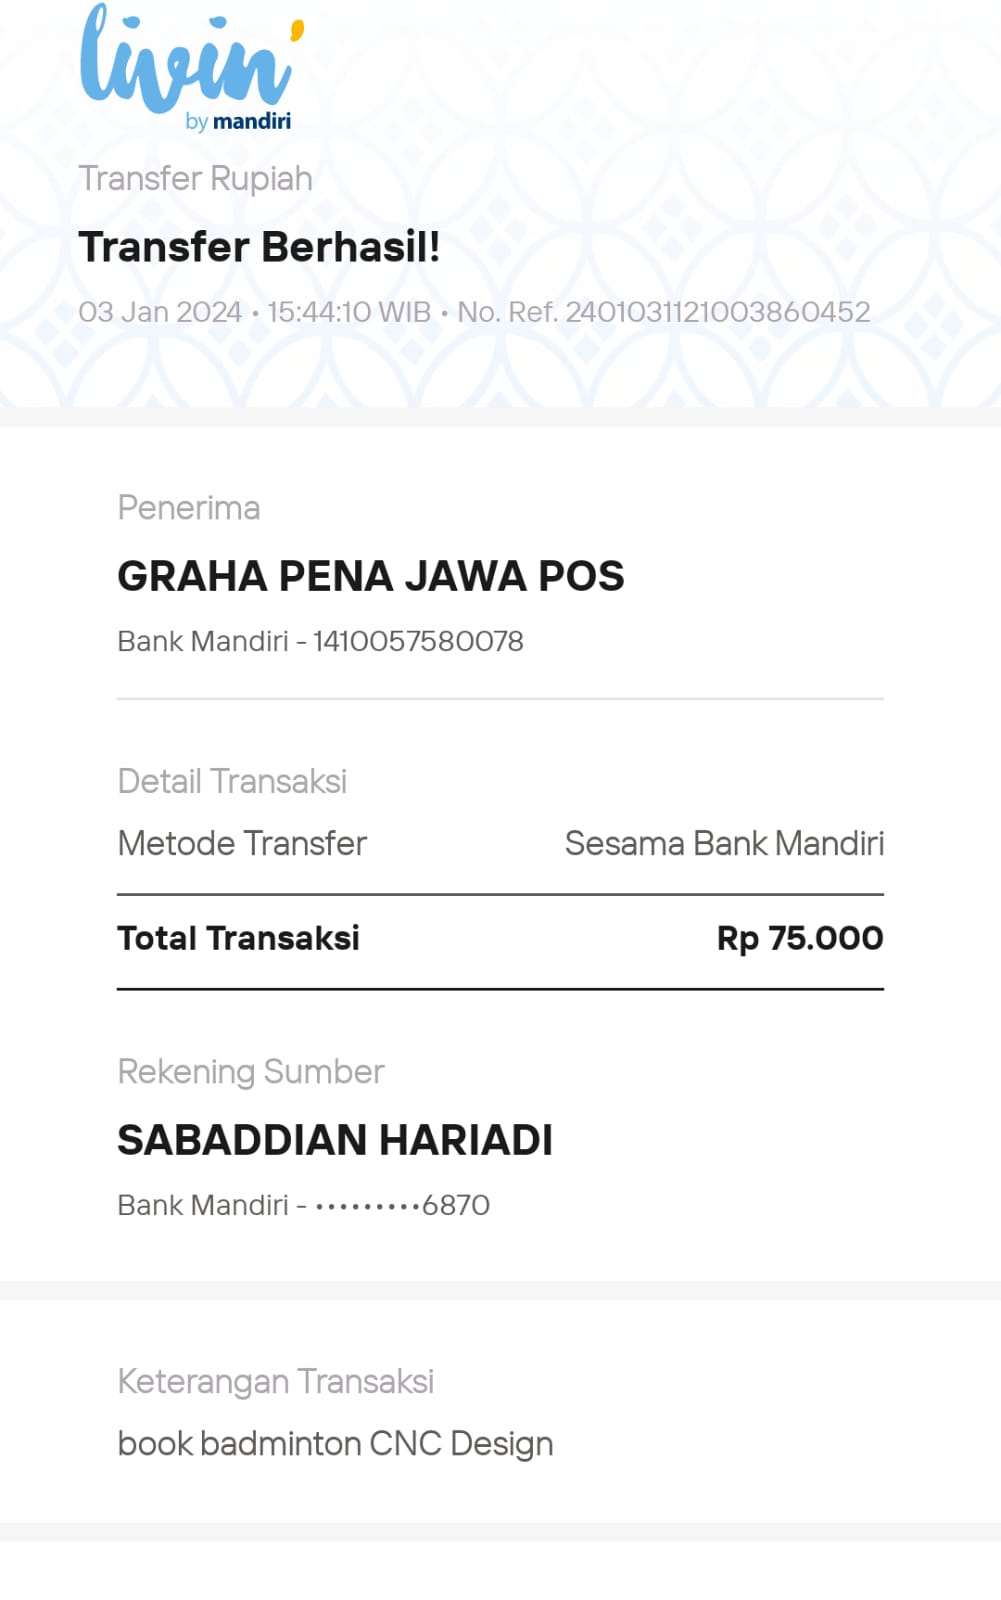 livin'
by mandiri
Transfer Rupiah
Transfer Berhasil!
03 Jan 2024 • 15:44:10 WIB • No. Ref. 2401031121003860452
Penerima
GRAHA PENA JAWA POS
Bank Mandiri - 1410057580078
Detail Transaksi
Metode Transfer Sesama Bank Mandiri
Total Transaksi Rp 75.000
Rekening Sumber
SABADDIAN HARIADI
Bank Mandiri - •••••••••6870
Keterangan Transaksi
book badminton CNC Design